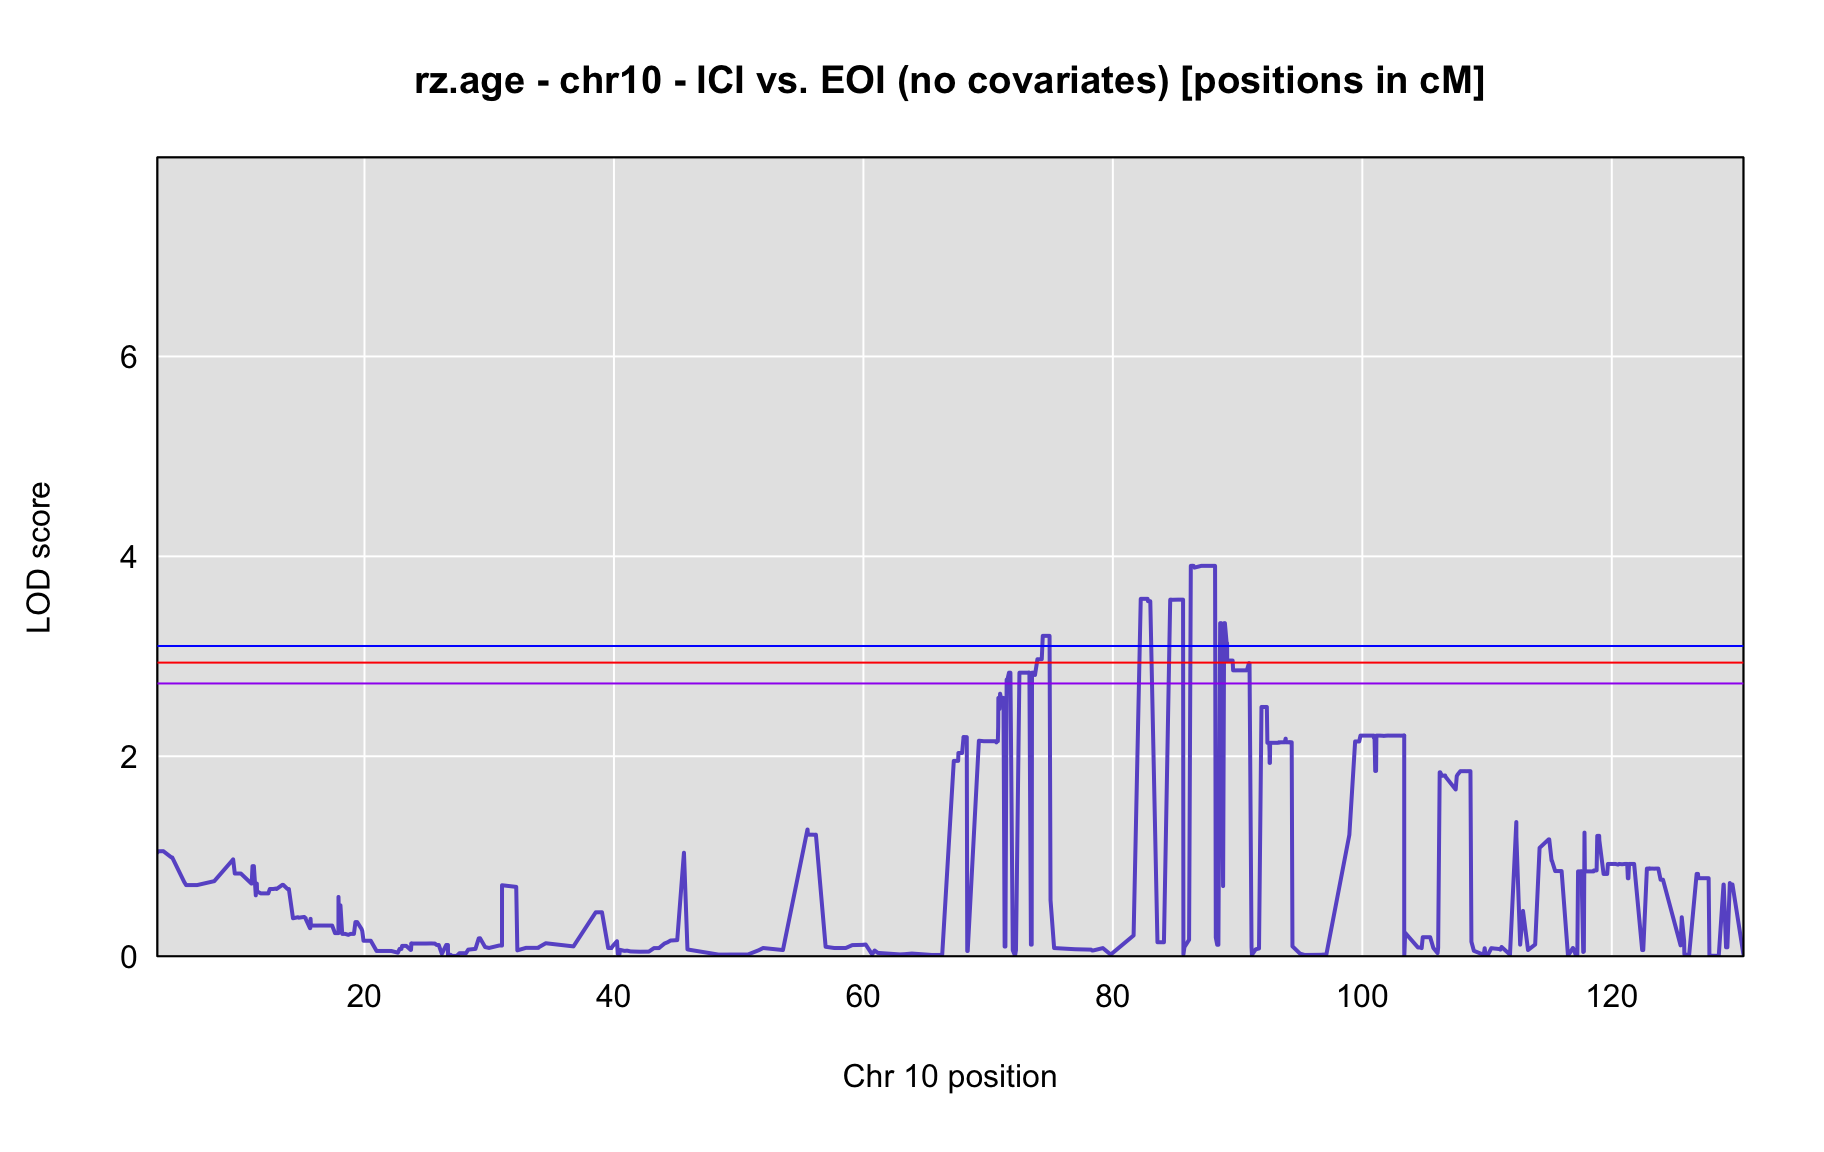 rz.age - chr10 - ICI vs. EOI (no covariates) [positions in cM]
LOD score
6
4
2
0
20 40 60 80 100 120
Chr 10 position